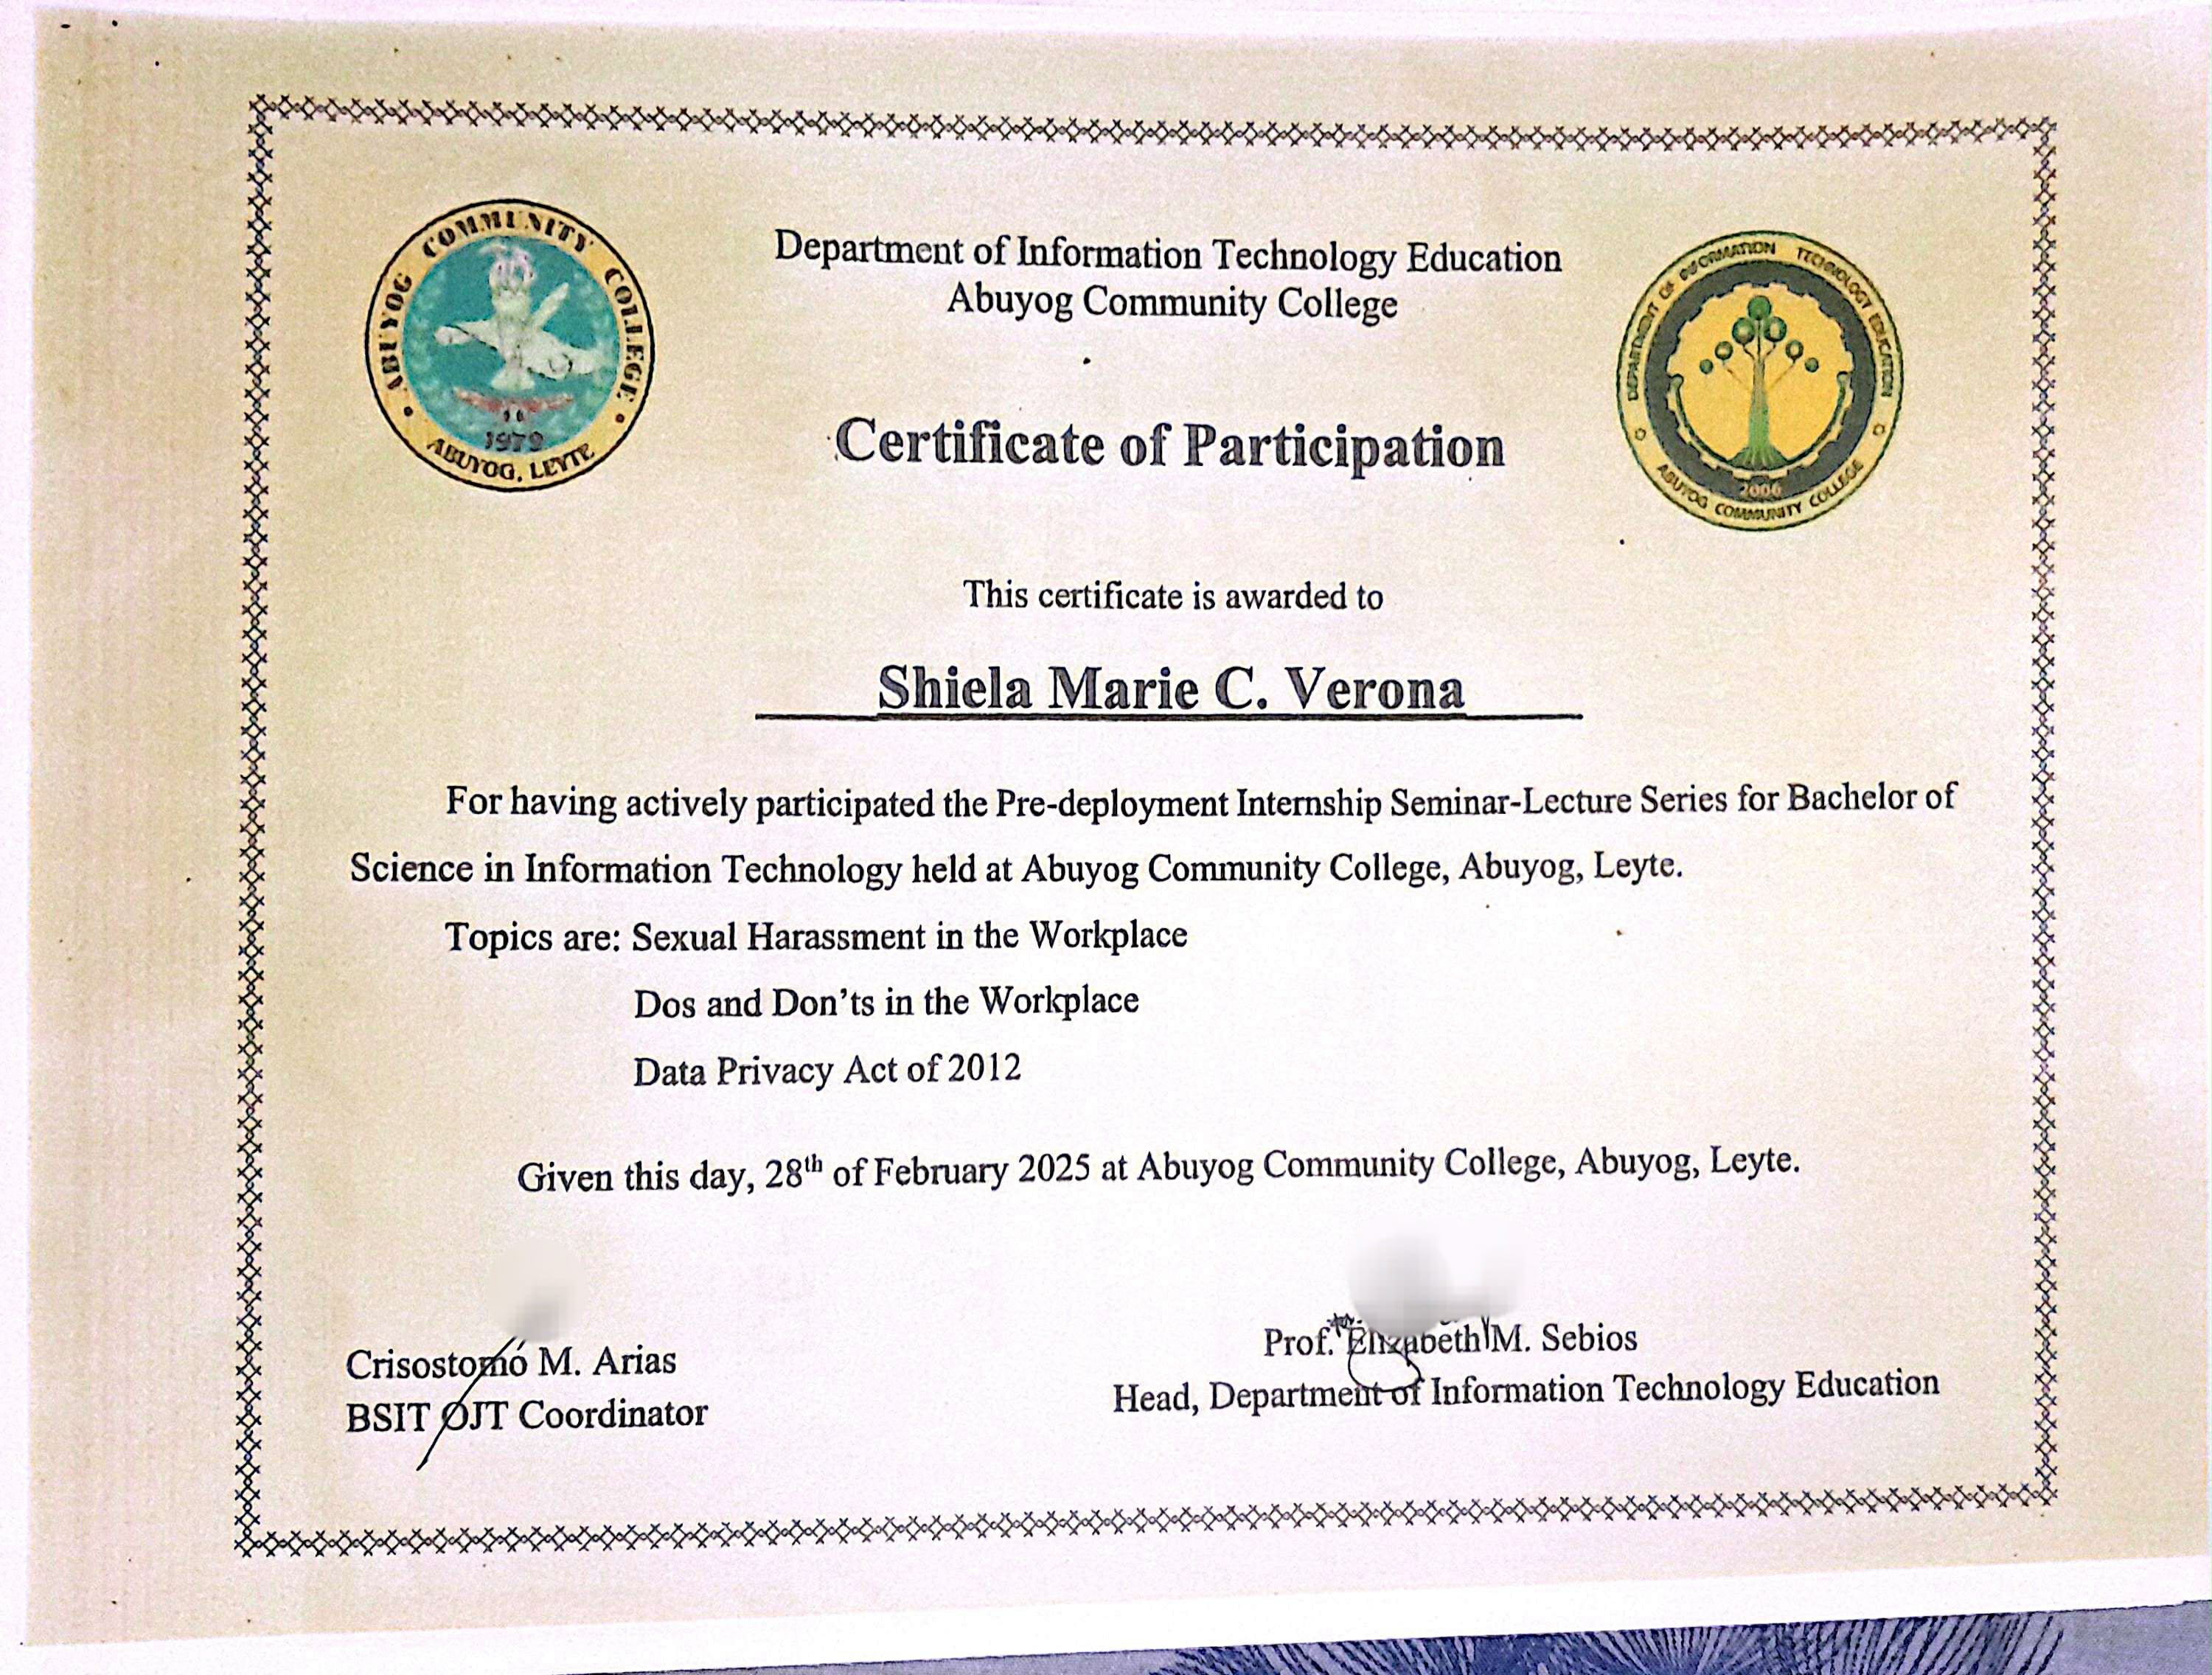 ABUYOG COMMUNITY COLLEGE
1979
ABUYOG, LEYTE
Department of Information Technology Education
Abuyog Community College
DEPARTMENT OF INFORMATION TECHNOLOGY EDUCATION
2006
ABUYOG COMMUNITY COLLEGE
Certificate of Participation
This certificate is awarded to
Shiela Marie C. Verona
For having actively participated the Pre-deployment Internship Seminar-Lecture Series for Bachelor of
Science in Information Technology held at Abuyog Community College, Abuyog, Leyte.
Topics are: Sexual Harassment in the Workplace
Dos and Don'ts in the Workplace
Data Privacy Act of 2012
Given this day, 28th of February 2025 at Abuyog Community College, Abuyog, Leyte.
Crisostomo M. Arias
BSIT OJT Coordinator
Prof. Elizabeth M. Sebios
Head, Department of Information Technology Education